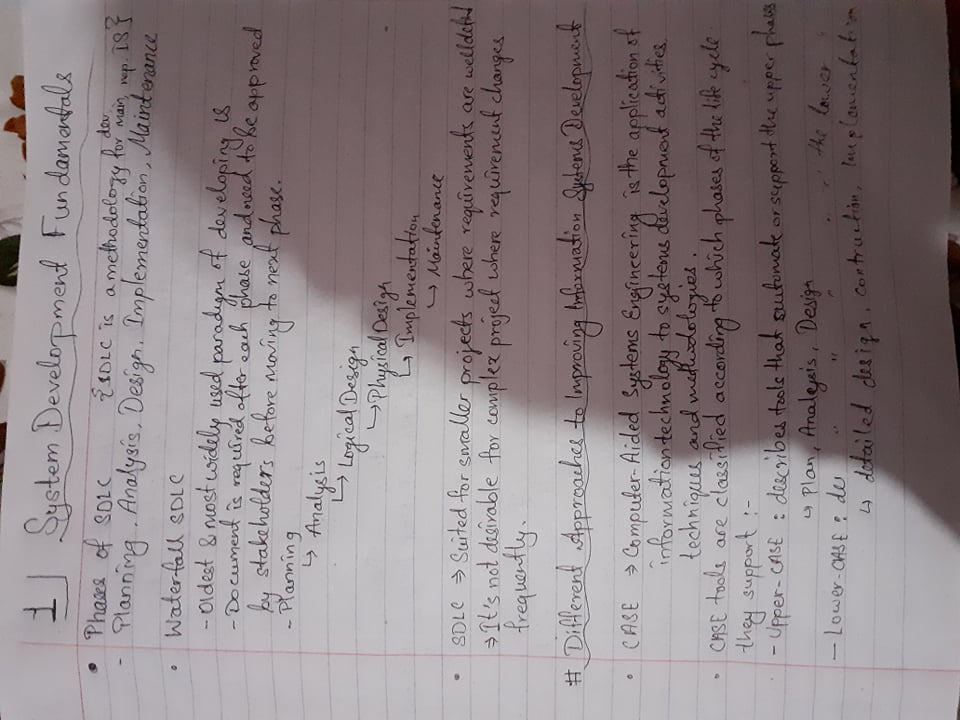 1 System Development Fundamentals
• Phases of SDLC {SDLC is a methodology for dev, main, rep. IS}
- Planning, Analysis, Design, Implementation, Maintenance
• Waterfall SDLC
- Oldest & most widely used paradigm of developing IS
- Document is required after each phase and need to be approved
by stakeholders before moving to next phase.
- Planning
↳ Analysis
↳ Logical Design
↳ Physical Design
↳ Implementation
↳ Maintenance
• SDLC → Suited for smaller projects where requirements are well
→ It's not desirable for complex project where requirement changes
frequently.
# Different Approaches to Improving Information Systems Development
• CASE → Computer-Aided Systems Engineering is the application of
information technology to systems development activities,
techniques and methodologies.
• CASE tools are classified according to which phases of the life cycle
they support :-
- Upper-CASE : describes tools that automate or support the upper phases
↳ Plan, Analysis, Design
- Lower-CASE : des " " " " " the lower "
↳ detailed design, contruction, Implementation